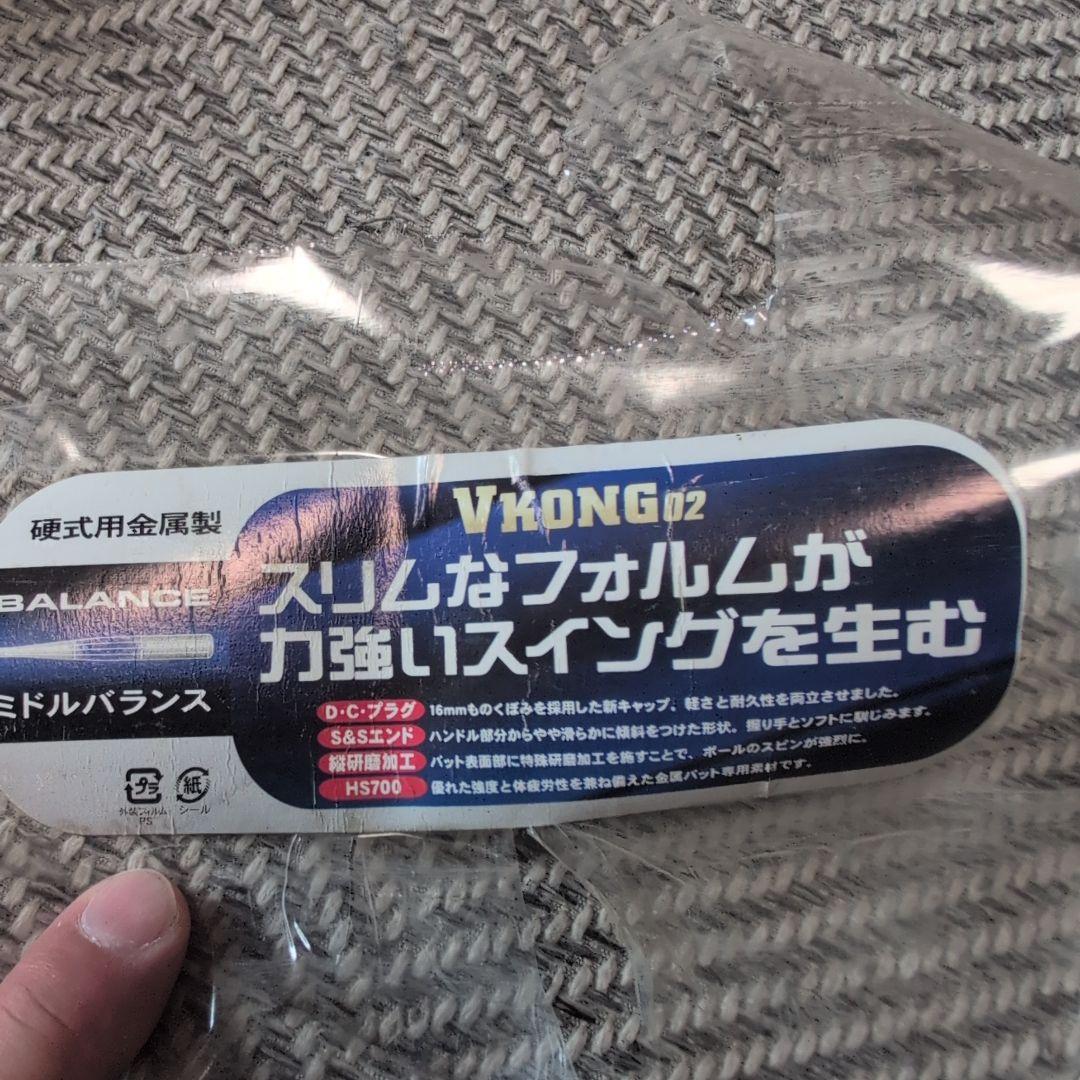 硬式用金属製
BALANCE
ミドルバランス
VKONG02
スリムなフォルムが
力強いスイングを生む
D・C・プラグ 16mmものくぼみを採用した新キャップ。軽さと耐久性を両立させました。
S&Sエンド ハンドル部分からやや滑らかに傾斜をつけた形状。握り手とソフトに馴じみます。
縦研磨加工 バット表面部に特殊研磨加工を施すことで、ボールのスピンが強烈に。
HS700 優れた強度と体疲労性を兼ね備えた金属バット専用素材です。
プラ 紙
外装フィルム シール
PS